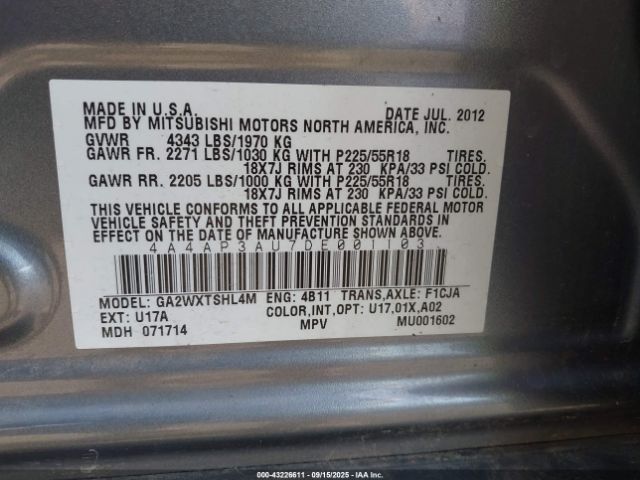 MADE IN U.S.A. DATE JUL. 2012
MFD BY MITSUBISHI MOTORS NORTH AMERICA, INC.
GVWR 4343 LBS/1970 KG
GAWR FR. 2271 LBS/1030 KG WITH P225/55R18 TIRES.
18X7J RIMS AT 230 KPA/33 PSI COLD.
GAWR RR. 2205 LBS/1000 KG WITH P225/55R18 TIRES.
18X7J RIMS AT 230 KPA/33 PSI COLD.
THIS VEHICLE CONFORMS TO ALL APPLICABLE FEDERAL MOTOR
VEHICLE SAFETY AND THEFT PREVENTION STANDARDS IN
EFFECT ON THE DATE OF MANUFACTURE SHOWN ABOVE.
4A4AP3AU7DE001103
MODEL: GA2WXTSHL4M ENG: 4B11 TRANS,AXLE: F1CJA
EXT: U17A COLOR,INT,OPT: U17,01X,A02
MDH 071714 MPV MU001602
000-43226611 - 09/15/2025 - IAA Inc.